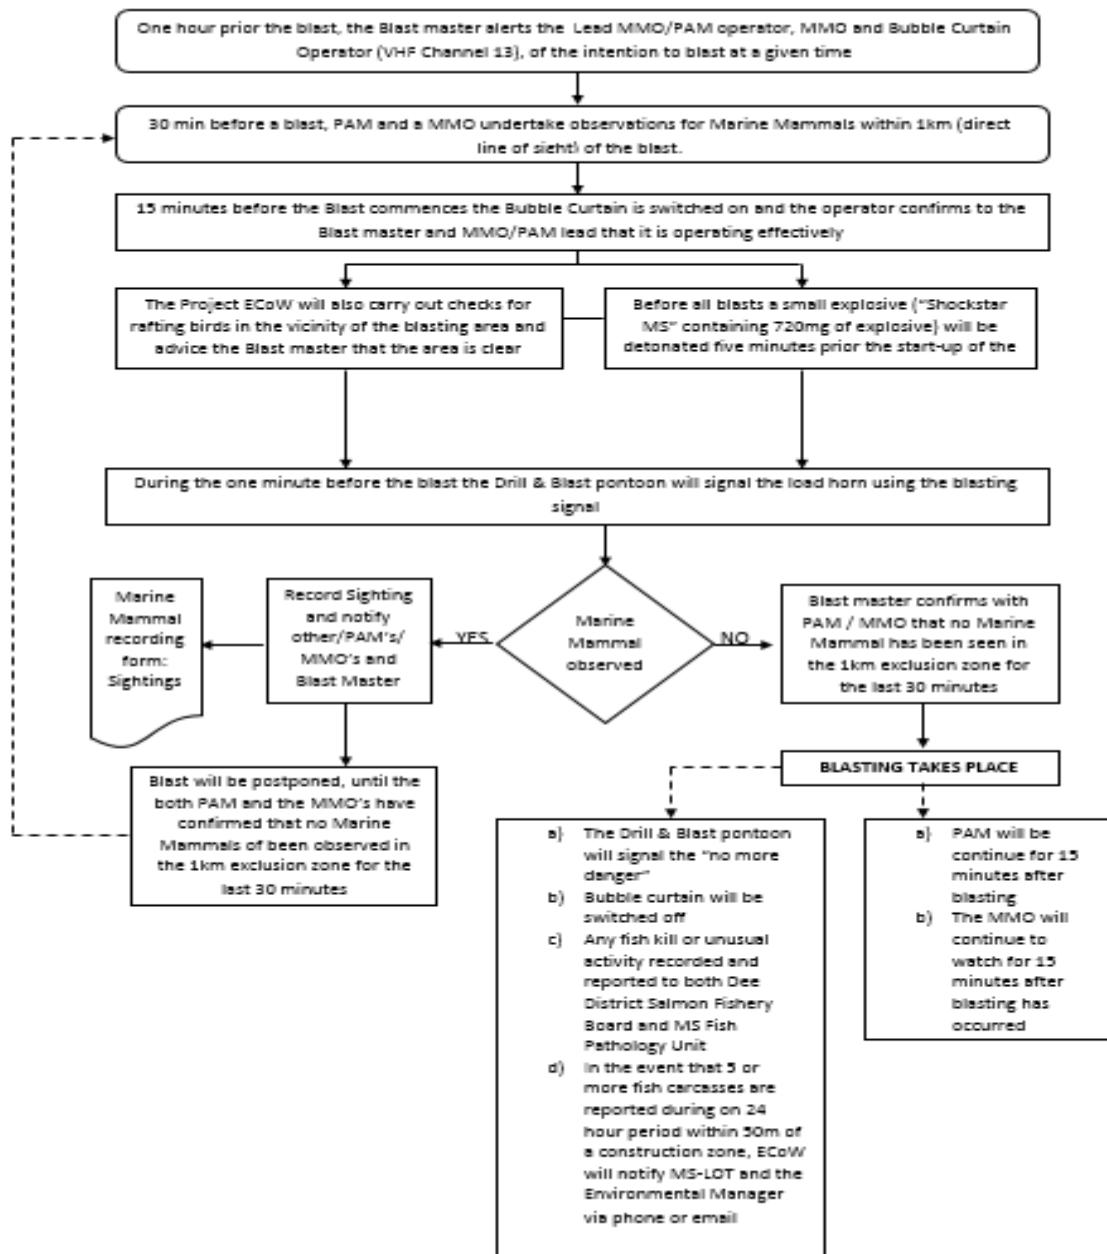 One hour prior the blast, the Blast master alerts the Lead MMO/PAM operator, MMO and Bubble Curtain
Operator (VHF Channel 13), of the intention to blast at a given time
30 min before a blast, PAM and a MMO undertake observations for Marine Mammals within 1km (direct
line of sight) of the blast.
15 minutes before the Blast commences the Bubble Curtain is switched on and the operator confirms to the
Blast master and MMO/PAM lead that it is operating effectively
The Project ECoW will also carry out checks for
rafting birds in the vicinity of the blasting area and
advice the Blast master that the area is clear
Before all blasts a small explosive ("Shockstar
MS" containing 720mg of explosive) will be
detonated five minutes prior the start-up of the
During the one minute before the blast the Drill & Blast pontoon will signal the load horn using the blasting
signal
Marine
Mammal
recording
form:
Sightings
Record Sighting
and notify
other/PAM's/
MMO's and
Blast Master
YES
Marine
Mammal
observed
NO
Blast master confirms with
PAM / MMO that no Marine
Mammal has been seen in
the 1km exclusion zone for
the last 30 minutes
Blast will be postponed, until the
both PAM and the MMO's have
confirmed that no Marine
Mammals of been observed in
the 1km exclusion zone for the
last 30 minutes
BLASTING TAKES PLACE
a) The Drill & Blast pontoon
will signal the "no more
danger"
b) Bubble curtain will be
switched off
c) Any fish kill or unusual
activity recorded and
reported to both Dee
District Salmon Fishery
Board and MS Fish
Pathology Unit
d) In the event that 5 or
more fish carcasses are
reported during on 24
hour period within 50m of
a construction zone, ECoW
will notify MS-LOT and the
Environmental Manager
via phone or email
a) PAM will be
continue for 15
minutes after
blasting
b) The MMO will
continue to
watch for 15
minutes after
blasting has
occurred